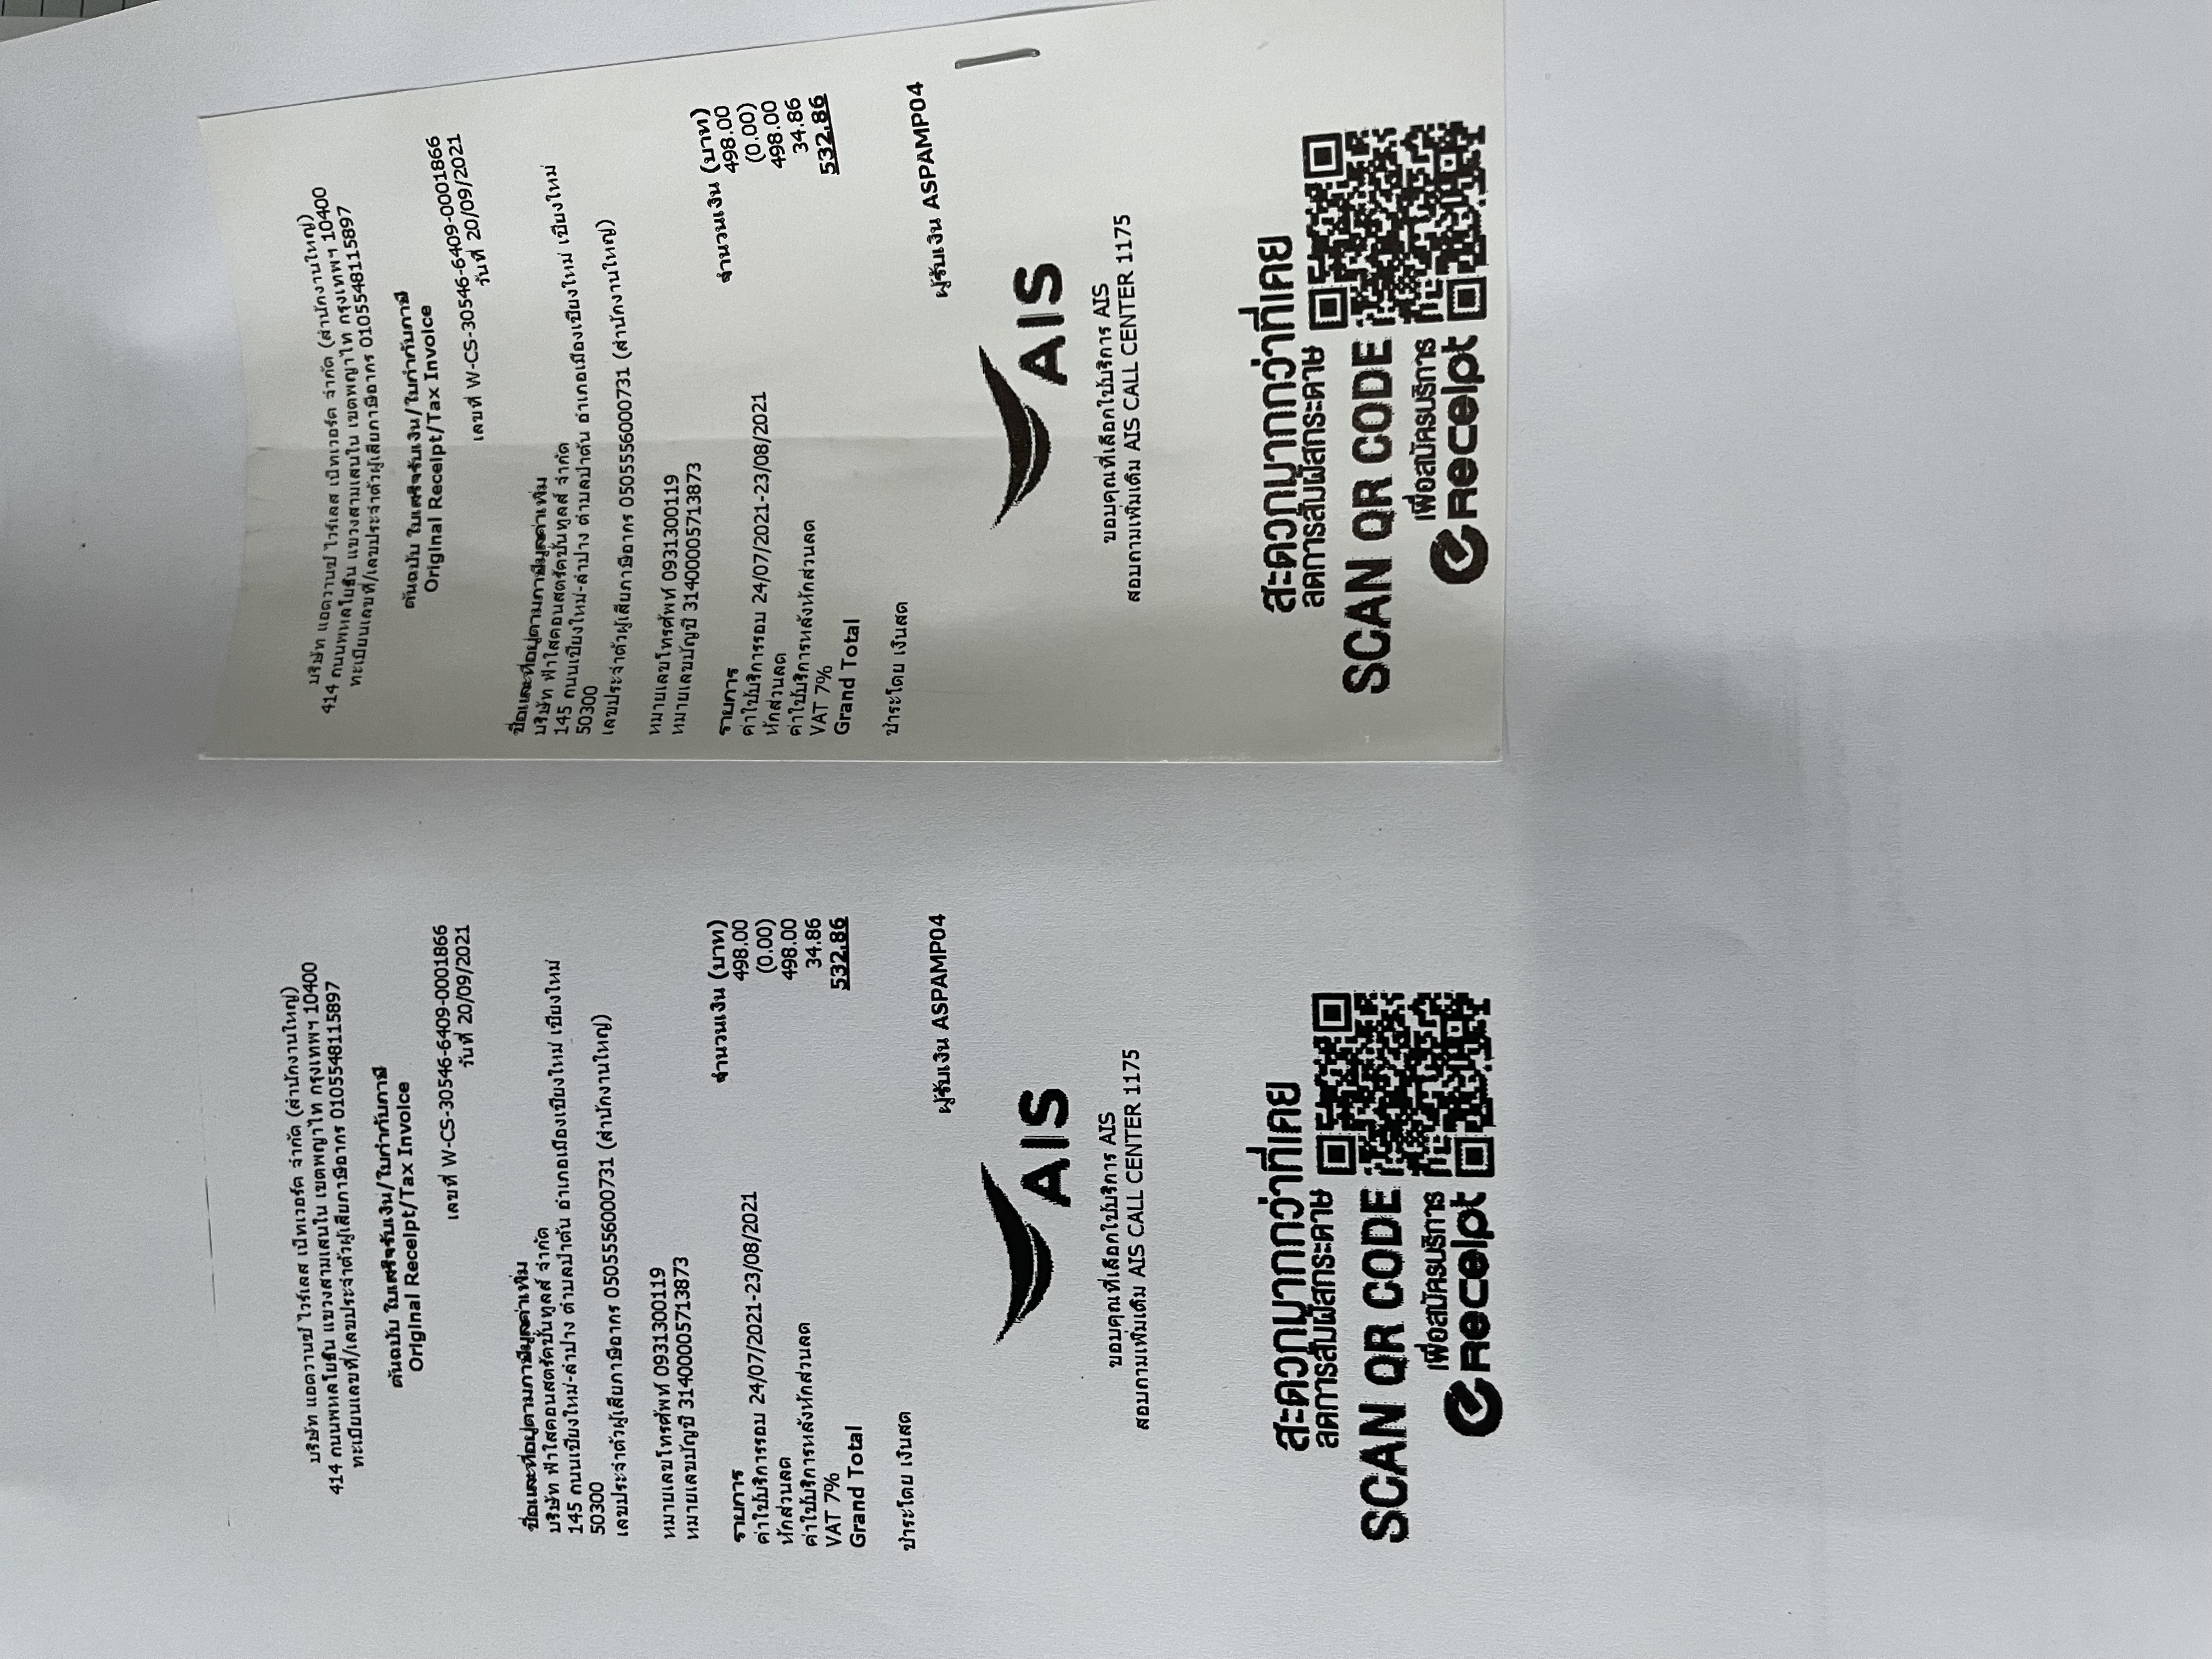 บริษัท แอดวานซ์ ไวร์เลส เน็ทเวอร์ค จำกัด (สำนักงานใหญ่)
414 ถนนพหลโยธิน แขวงสามเสนใน เขตพญาไท กรุงเทพฯ 10400
ทะเบียนเลขที่/เลขประจำตัวผู้เสียภาษีอากร 0105548115897
ต้นฉบับ ใบเสร็จรับเงิน/ใบกำกับภาษี
Original Receipt/Tax Invoice
เลขที่ W-CS-30546-6409-0001866
วันที่ 20/09/2021
ชื่อและที่อยู่ตามภาษีมูลค่าเพิ่ม
บริษัท ฟ้าใสคอนสตรัคชั่นทูลส์ จำกัด
145 ถนนเชียงใหม่-ลำปาง ตำบลป่าตัน อำเภอเมืองเชียงใหม่ เชียงใหม่
50300
เลขประจำตัวผู้เสียภาษีอากร 0505556000731 (สำนักงานใหญ่)
หมายเลขโทรศัพท์ 0931300119
หมายเลขบัญชี 31400005713873
รายการ จำนวนเงิน (บาท)
ค่าใช้บริการรอบ 24/07/2021-23/08/2021 498.00
หักส่วนลด (0.00)
ค่าใช้บริการหลังหักส่วนลด 498.00
VAT 7% 34.86
Grand Total 532.86
ชำระโดย เงินสด
ผู้รับเงิน ASPAMP04
AIS
ขอบคุณที่เลือกใช้บริการ AIS
สอบถามเพิ่มเติม AIS CALL CENTER 1175
สะดวกมากกว่าที่เคย
ลดการสัมผัสกระดาษ
SCAN QR CODE
เพื่อสมัครบริการ
e Receipt
บริษัท แอดวานซ์ ไวร์เลส เน็ทเวอร์ค จำกัด (สำนักงานใหญ่)
414 ถนนพหลโยธิน แขวงสามเสนใน เขตพญาไท กรุงเทพฯ 10400
ทะเบียนเลขที่/เลขประจำตัวผู้เสียภาษีอากร 0105548115897
ต้นฉบับ ใบเสร็จรับเงิน/ใบกำกับภาษี
Original Receipt/Tax Invoice
เลขที่ W-CS-30546-6409-0001866
วันที่ 20/09/2021
ชื่อและที่อยู่ตามภาษีมูลค่าเพิ่ม
บริษัท ฟ้าใสคอนสตรัคชั่นทูลส์ จำกัด
145 ถนนเชียงใหม่-ลำปาง ตำบลป่าตัน อำเภอเมืองเชียงใหม่ เชียงใหม่
50300
เลขประจำตัวผู้เสียภาษีอากร 0505556000731 (สำนักงานใหญ่)
หมายเลขโทรศัพท์ 0931300119
หมายเลขบัญชี 31400005713873
รายการ จำนวนเงิน (บาท)
ค่าใช้บริการรอบ 24/07/2021-23/08/2021 498.00
หักส่วนลด (0.00)
ค่าใช้บริการหลังหักส่วนลด 498.00
VAT 7% 34.86
Grand Total 532.86
ชำระโดย เงินสด
ผู้รับเงิน ASPAMP04
AIS
ขอบคุณที่เลือกใช้บริการ AIS
สอบถามเพิ่มเติม AIS CALL CENTER 1175
สะดวกมากกว่าที่เคย
ลดการสัมผัสกระดาษ
SCAN QR CODE
เพื่อสมัครบริการ
e Receipt